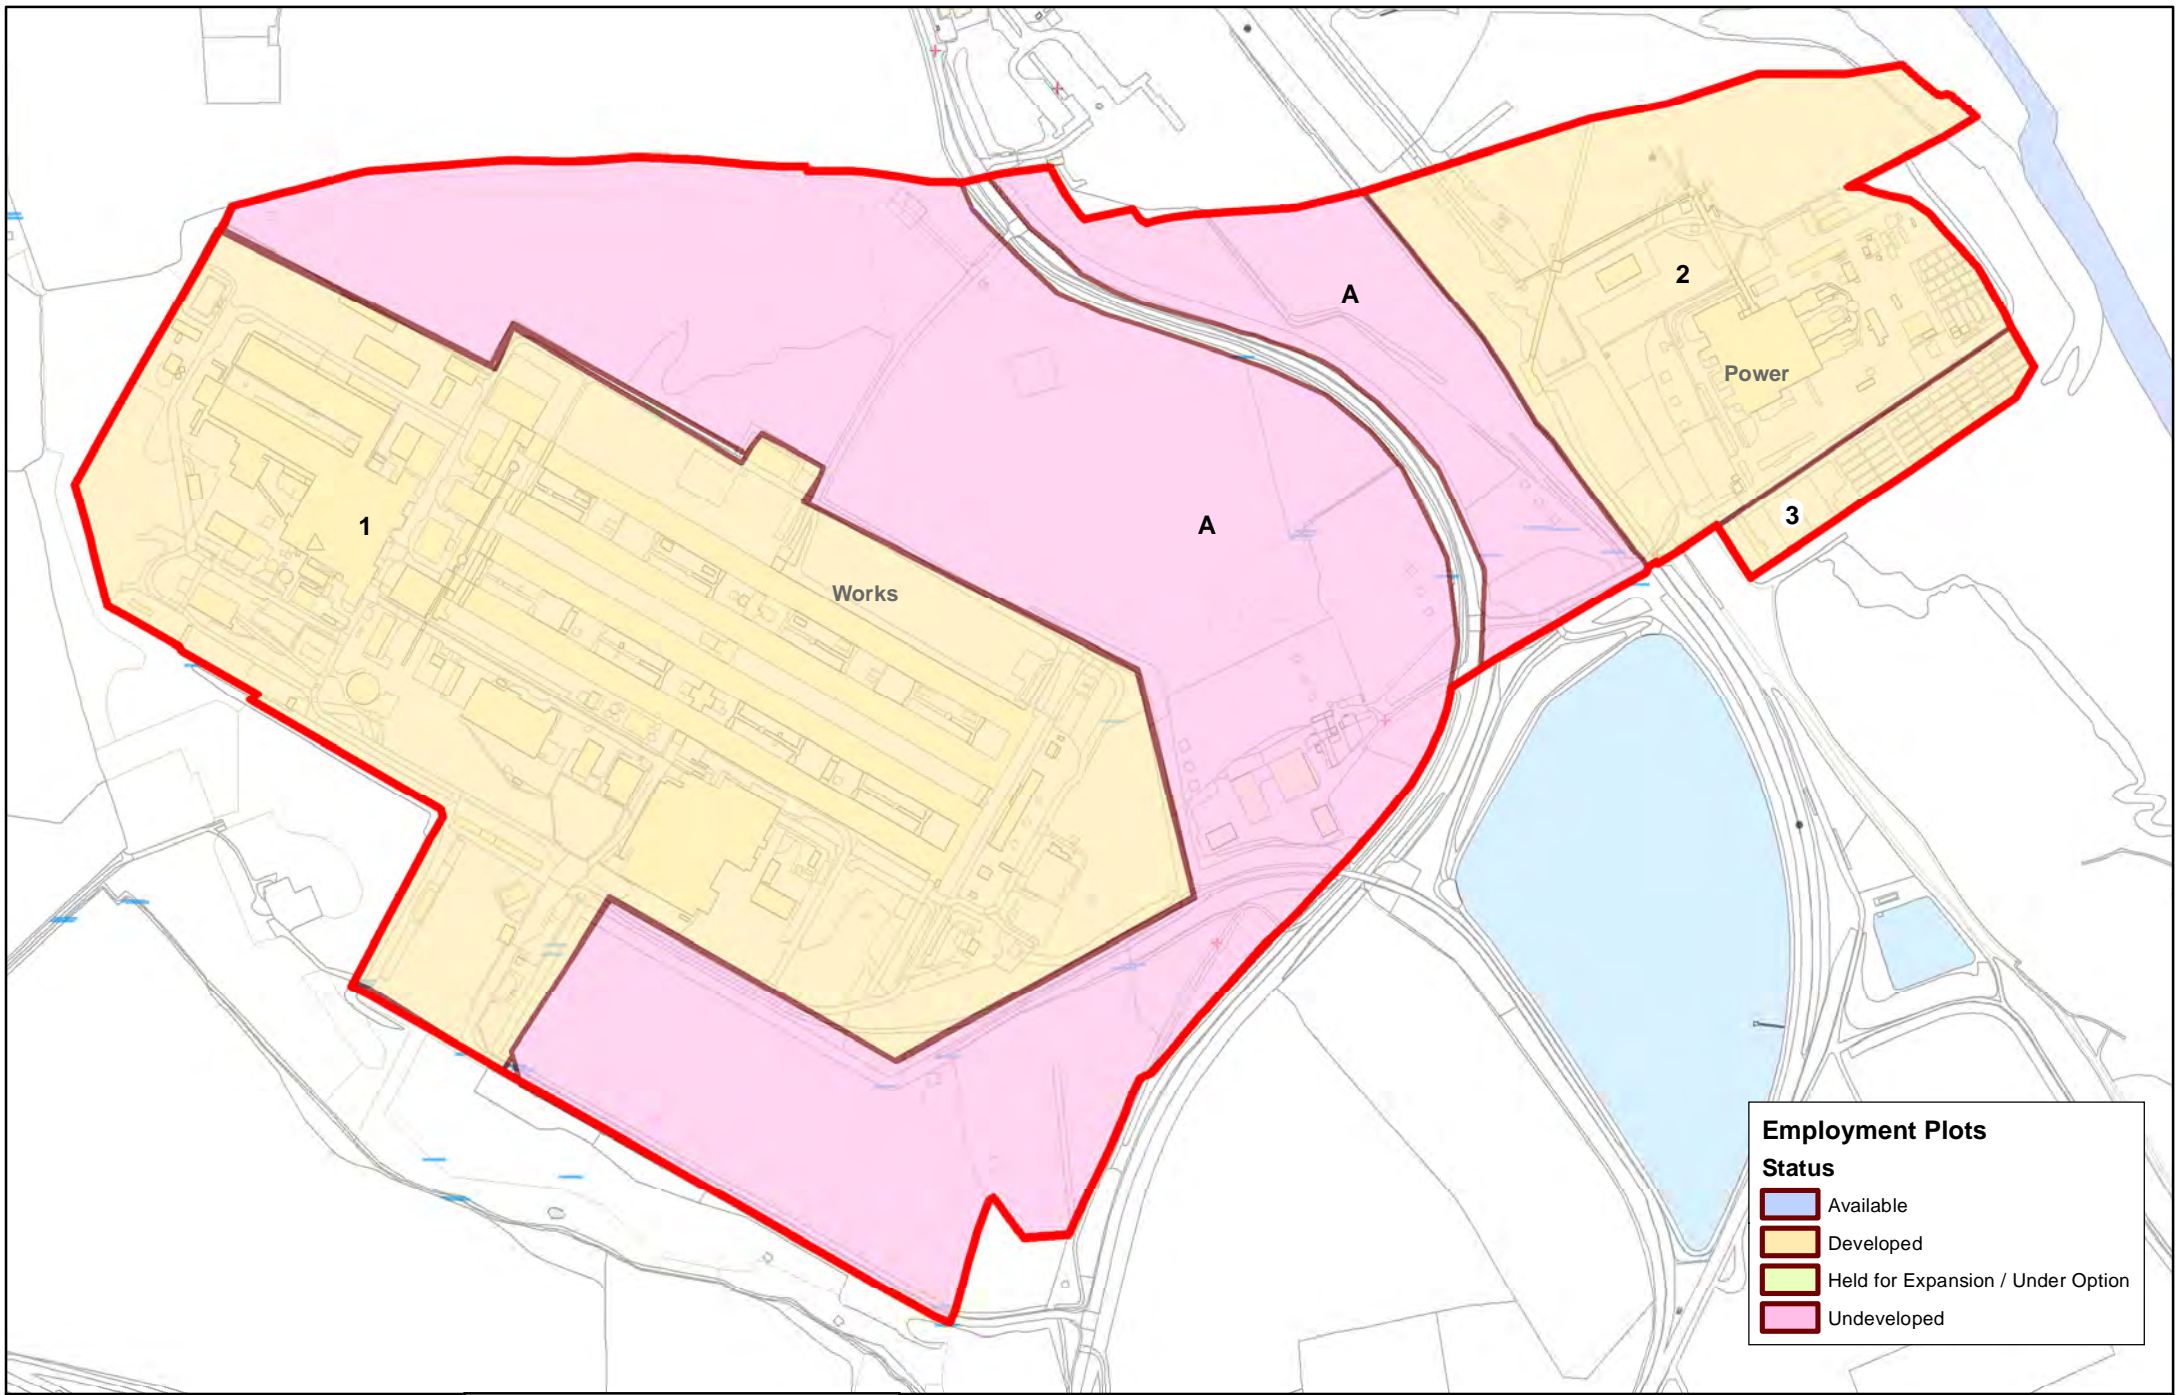 A
2
Power
3
1
A
Works
Employment Plots
Status
Available
Developed
Held for Expansion / Under Option
Undeveloped